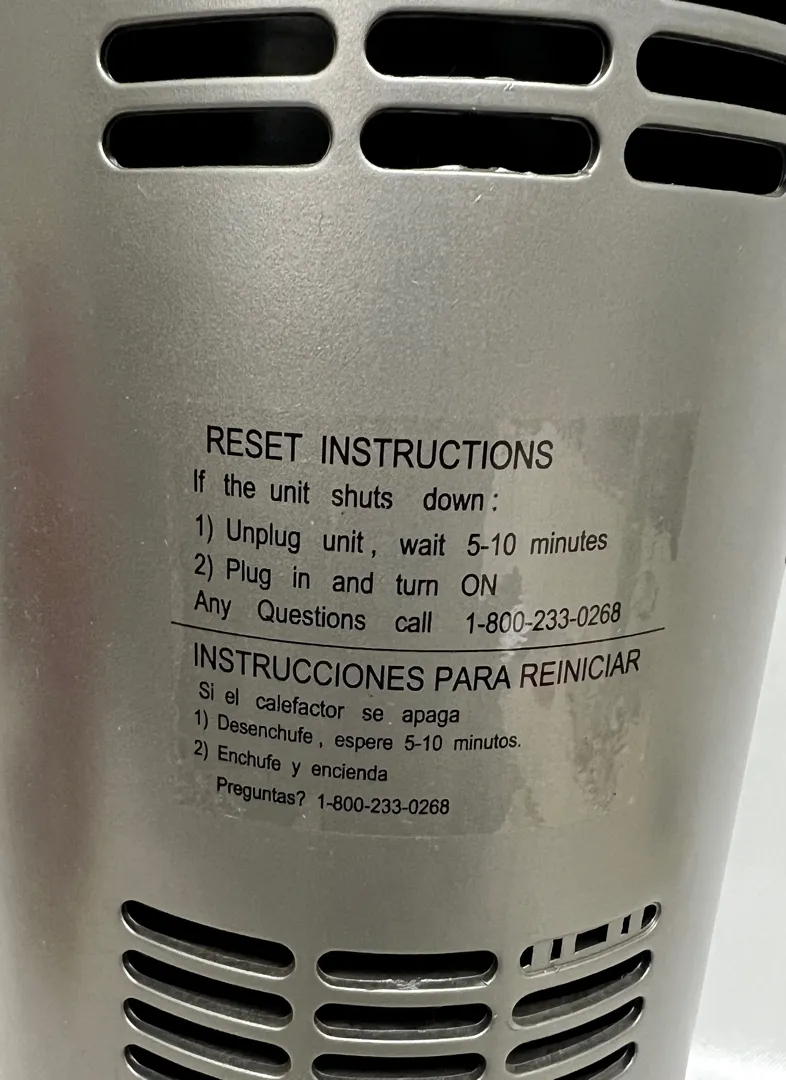 RESET INSTRUCTIONS
If the unit shuts down:
1) Unplug unit, wait 5-10 minutes
2) Plug in and turn ON
Any Questions call 1-800-233-0268
INSTRUCCIONES PARA REINICIAR
Si el calefactor se apaga
1) Desenchufe, espere 5-10 minutos.
2) Enchufe y encienda
Preguntas? 1-800-233-0268